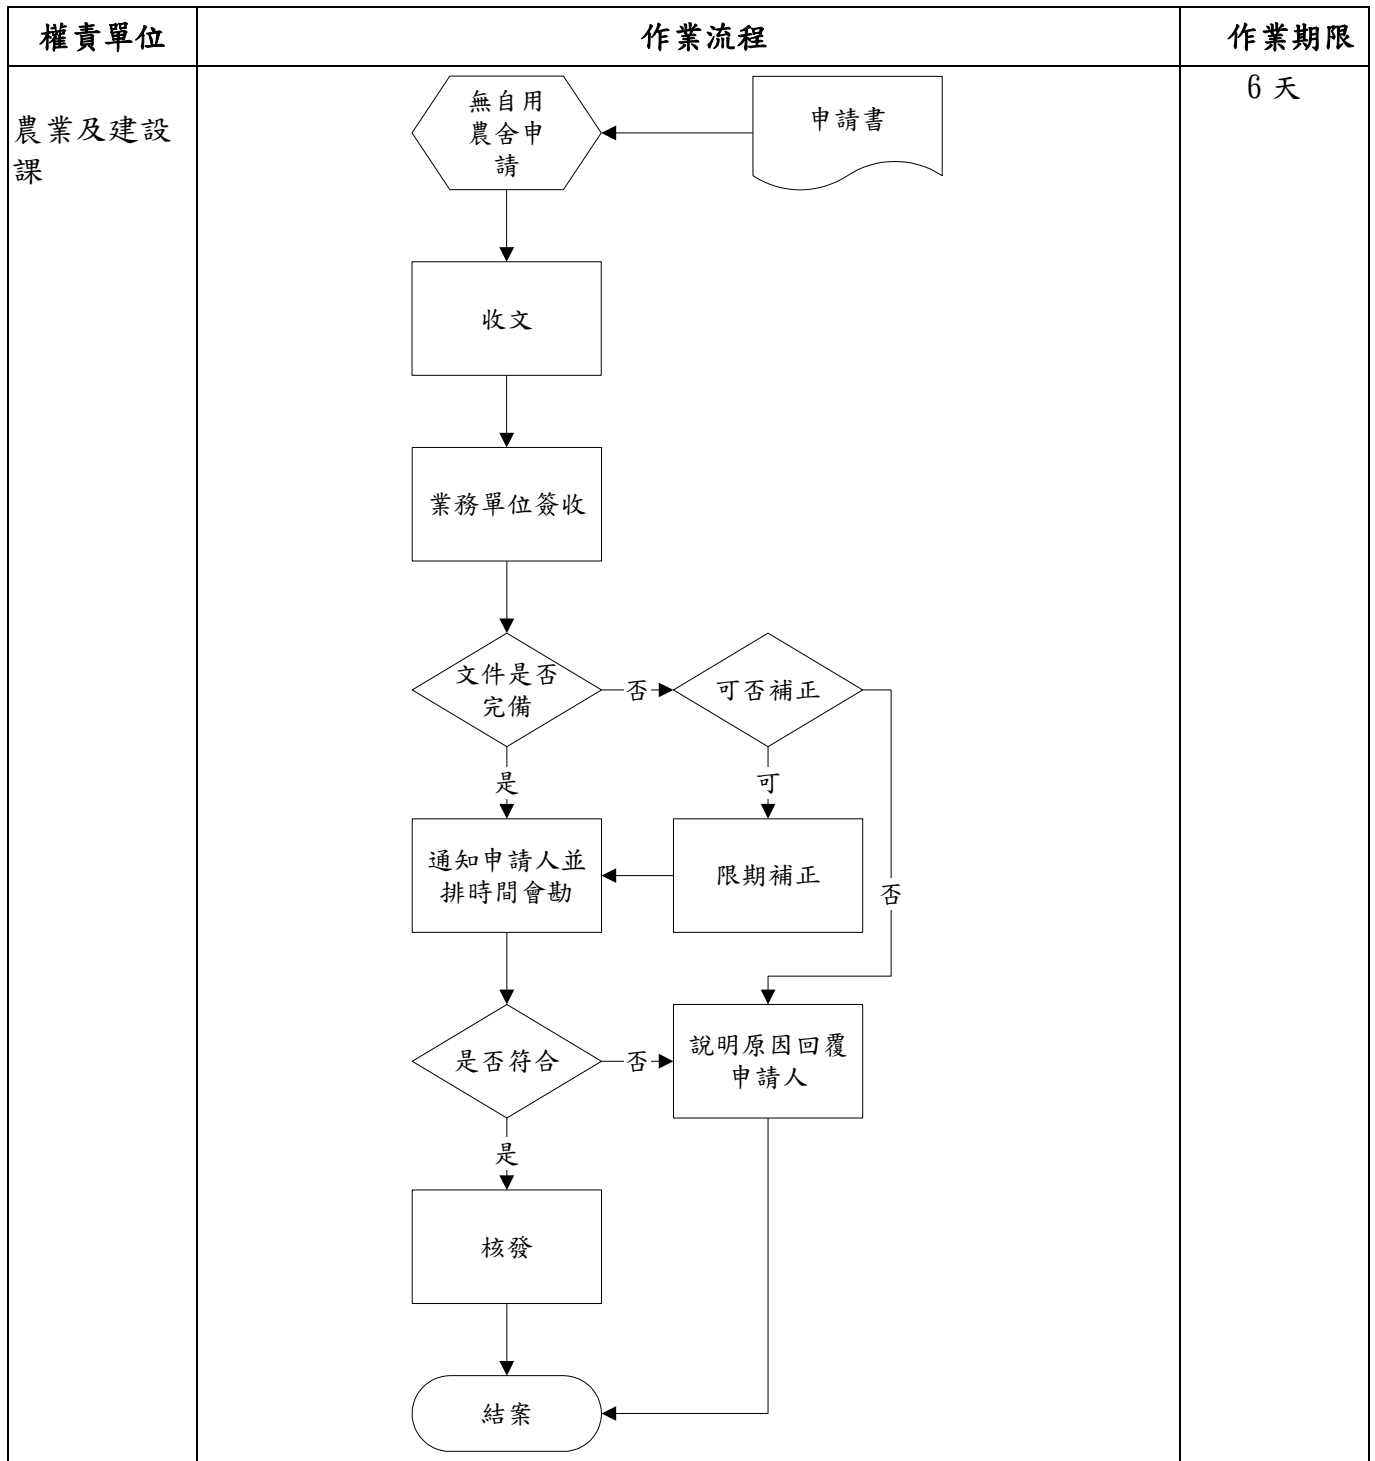 權責單位
作業流程
作業期限
農業及建設
課
6 天
無自用
農舍申
請
申請書
收文
業務單位簽收
文件是否
完備
否
可否補正
是
可
通知申請人並
排時間會勘
限期補正
否
是否符合
否
說明原因回覆
申請人
是
核發
結案